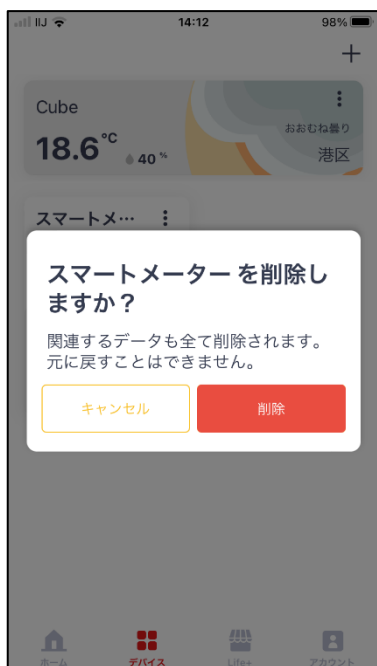 IIJ 14:12 98%
Cube
18.6℃ 40 %
おおむね曇り
港区
スマートメ…
スマートメーター を削除し
ますか？
関連するデータも全て削除されます。
元に戻すことはできません。
キャンセル 削除
ホーム デバイス Life+ アカウント